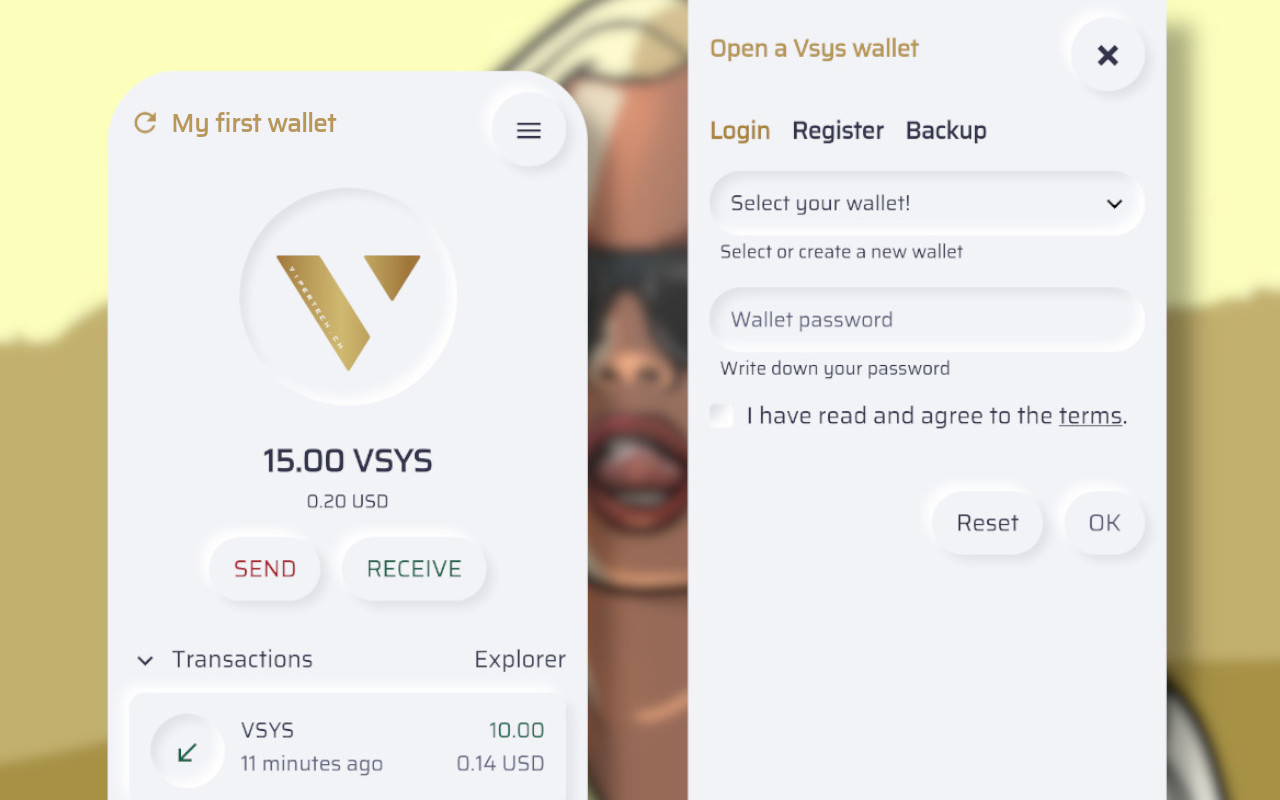 My first wallet
VIPERTECH.CH
15.00 VSYS
0.20 USD
SEND RECEIVE
Transactions Explorer
VSYS 10.00
11 minutes ago 0.14 USD
Open a Vsys wallet
Login Register Backup
Select your wallet!
Select or create a new wallet
Wallet password
Write down your password
I have read and agree to the terms.
Reset OK